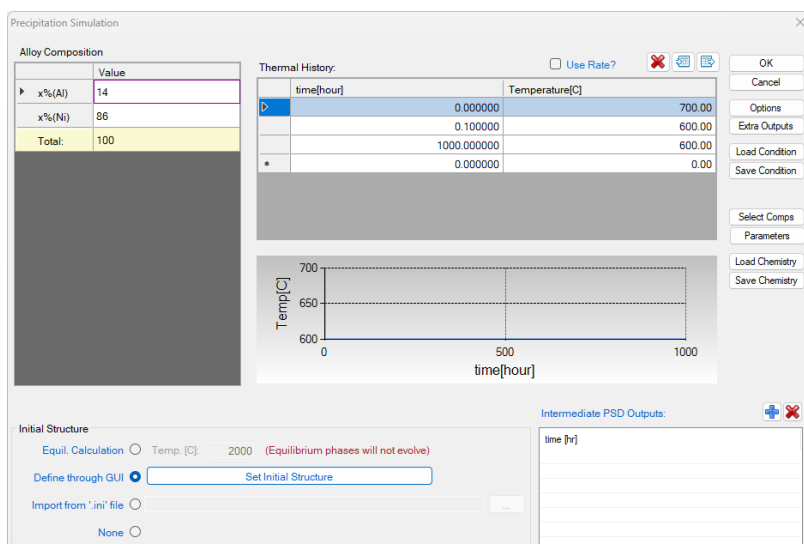 Precipitation Simulation
Alloy Composition
Value
x%(Al) 14
x%(Ni) 86
Total: 100
Thermal History:
Use Rate?
time[hour] Temperature[C]
0.000000 700.00
0.100000 600.00
1000.000000 600.00
* 0.000000 0.00
OK
Cancel
Options
Extra Outputs
Load Condition
Save Condition
Select Comps
Parameters
Load Chemistry
Save Chemistry
Temp[C]
700
650
600
0 500 1000
time[hour]
Initial Structure
Equil. Calculation Temp. [C]: 2000 (Equilibrium phases will not evolve)
Define through GUI Set Initial Structure
Import from '.ini' file ...
None
Intermediate PSD Outputs:
time [hr]